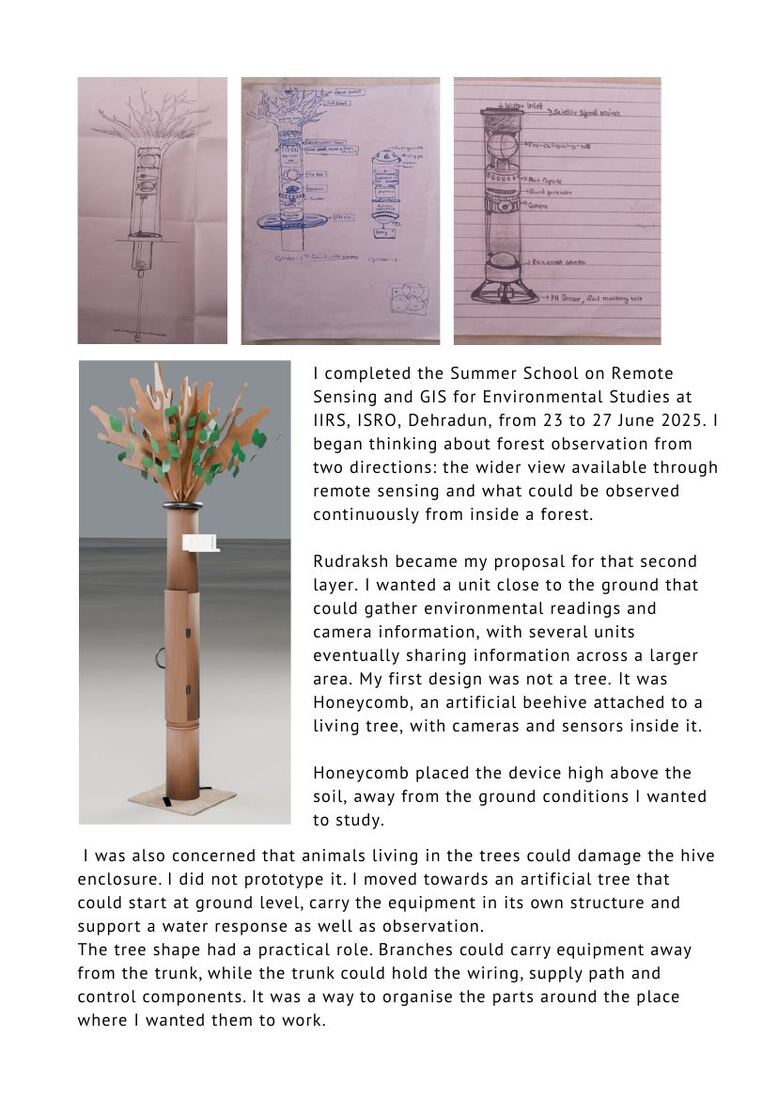 Water Inlet
Satellite Signal receiver
Camera
I completed the Summer School on Remote
Sensing and GIS for Environmental Studies at
IIRS, ISRO, Dehradun, from 23 to 27 June 2025. I
began thinking about forest observation from
two directions: the wider view available through
remote sensing and what could be observed
continuously from inside a forest.
Rudraksh became my proposal for that second
layer. I wanted a unit close to the ground that
could gather environmental readings and
camera information, with several units
eventually sharing information across a larger
area. My first design was not a tree. It was
Honeycomb, an artificial beehive attached to a
living tree, with cameras and sensors inside it.
Honeycomb placed the device high above the
soil, away from the ground conditions I wanted
to study.
I was also concerned that animals living in the trees could damage the hive
enclosure. I did not prototype it. I moved towards an artificial tree that
could start at ground level, carry the equipment in its own structure and
support a water response as well as observation.
The tree shape had a practical role. Branches could carry equipment away
from the trunk, while the trunk could hold the wiring, supply path and
control components. It was a way to organise the parts around the place
where I wanted them to work.